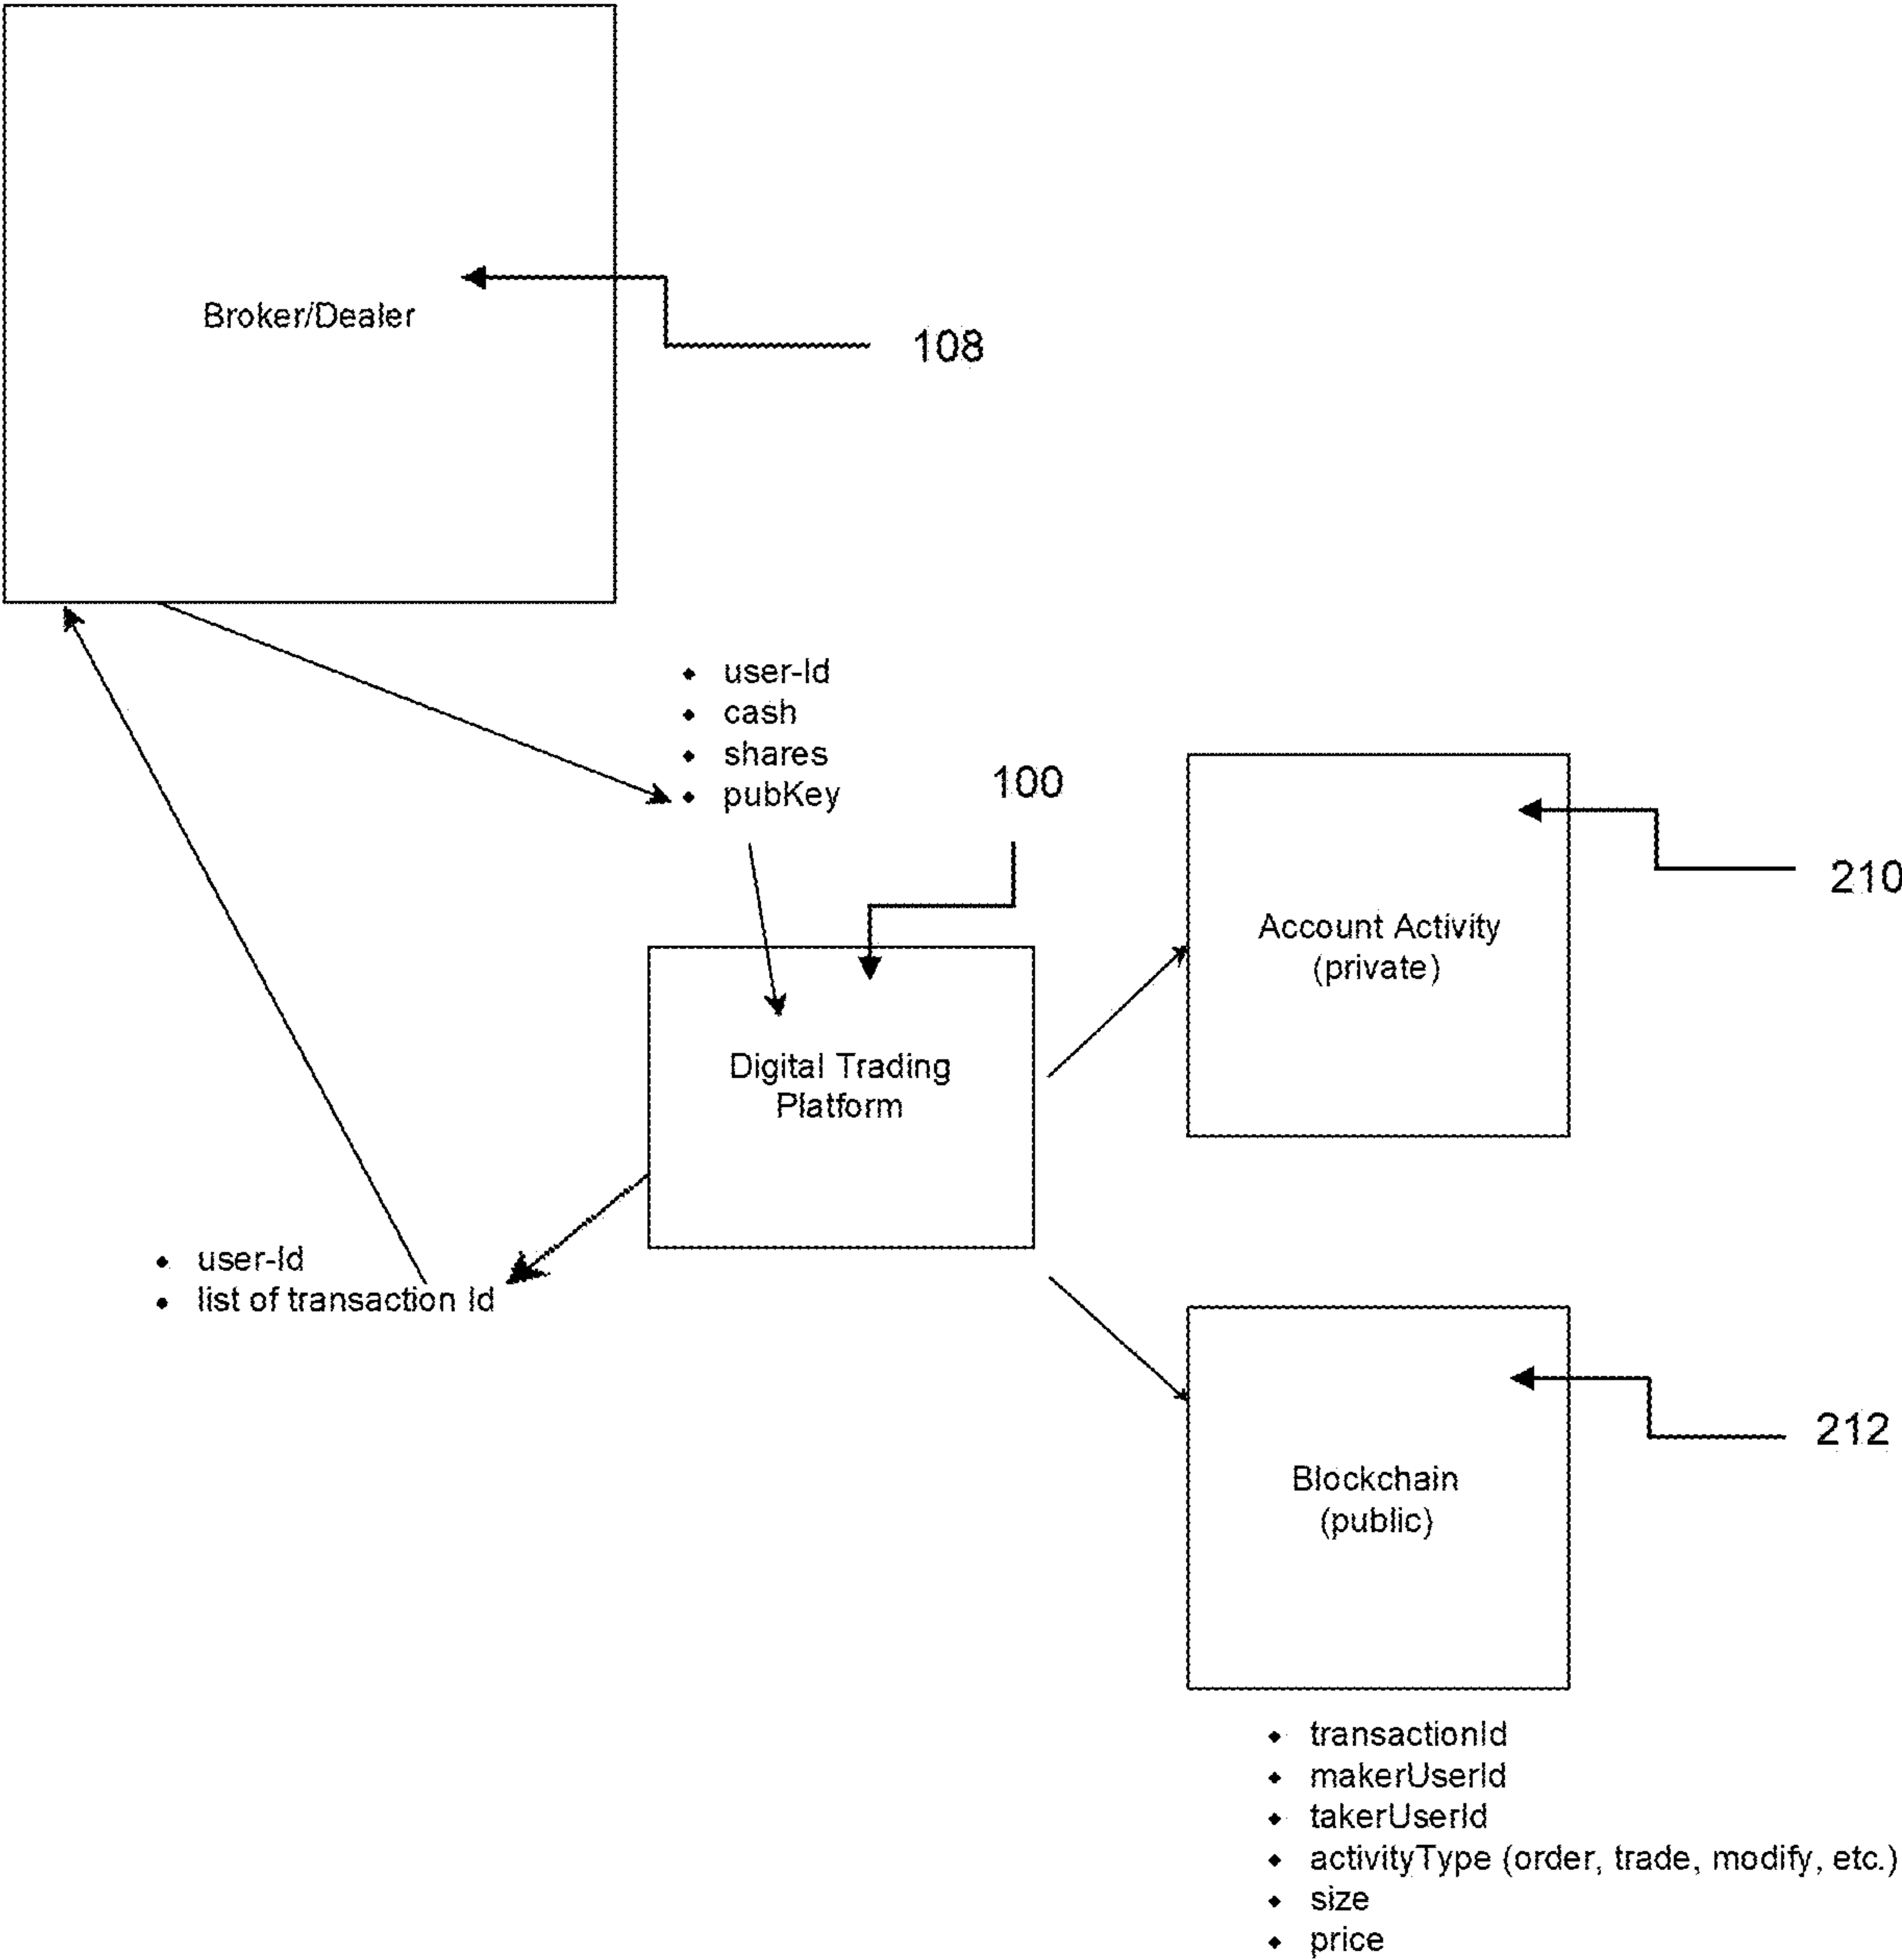 Broker/Dealer
108
• user-Id
• cash
• shares
• pubKey
100
210
Account Activity
(private)
Digital Trading
Platform
• user-Id
• list of transaction Id
212
Blockchain
(public)
• transactionId
• makerUserId
• takerUserId
• activityType (order, trade, modify, etc.)
• size
• price